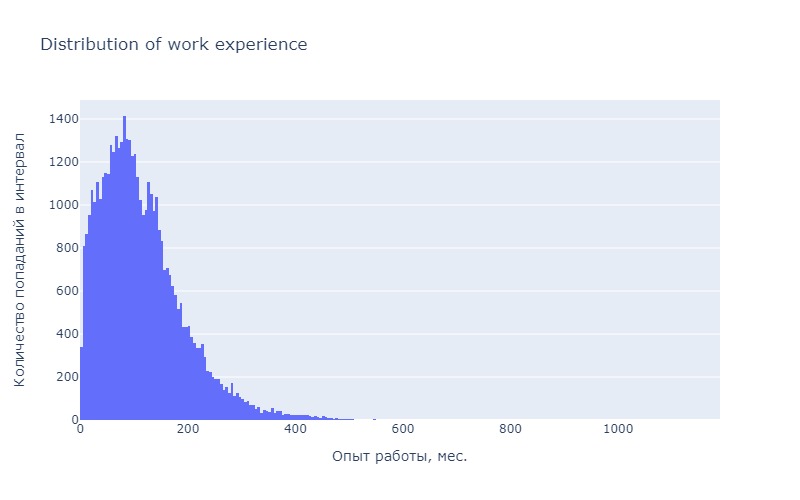 Distribution of work experience
Количество попаданий в интервал
1400
1200
1000
800
600
400
200
0
0 200 400 600 800 1000
Опыт работы, мес.